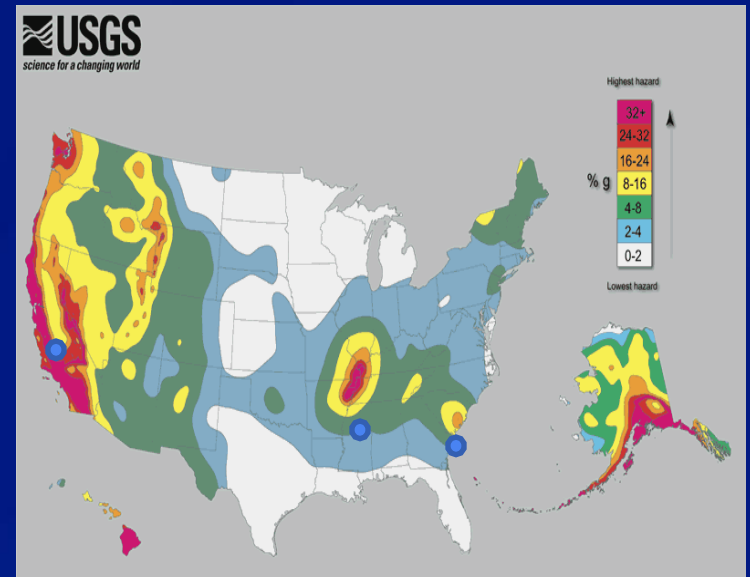 USGS
science for a changing world
Highest hazard
32+
24-32
16-24
% g
8-16
4-8
2-4
0-2
Lowest hazard